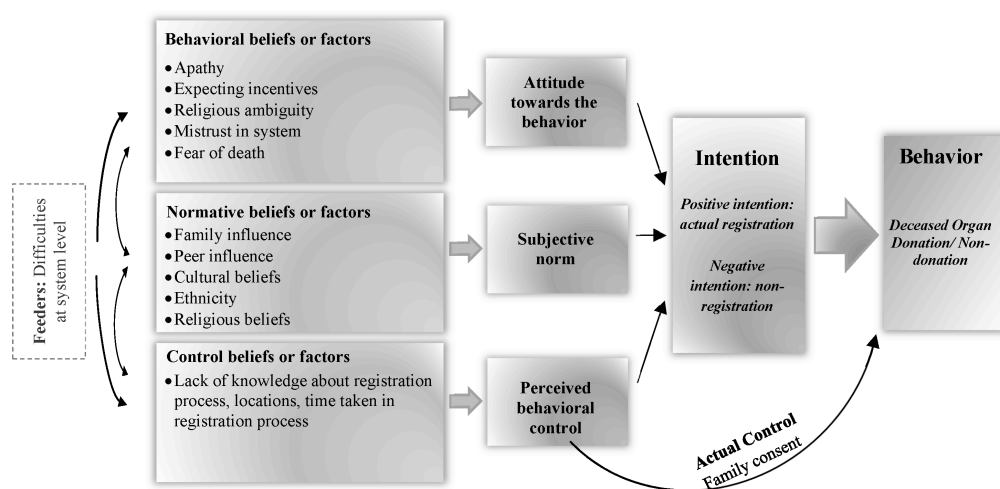 Feeders: Difficulties
at system level
Behavioral beliefs or factors
• Apathy
• Expecting incentives
• Religious ambiguity
• Mistrust in system
• Fear of death
Normative beliefs or factors
• Family influence
• Peer influence
• Cultural beliefs
• Ethnicity
• Religious beliefs
Control beliefs or factors
• Lack of knowledge about registration
process, locations, time taken in
registration process
Attitude
towards the
behavior
Subjective
norm
Perceived
behavioral
control
Intention
Positive intention:
actual registration
Negative
intention: non-
registration
Behavior
Deceased Organ
Donation/ Non-
donation
Actual Control
Family consent